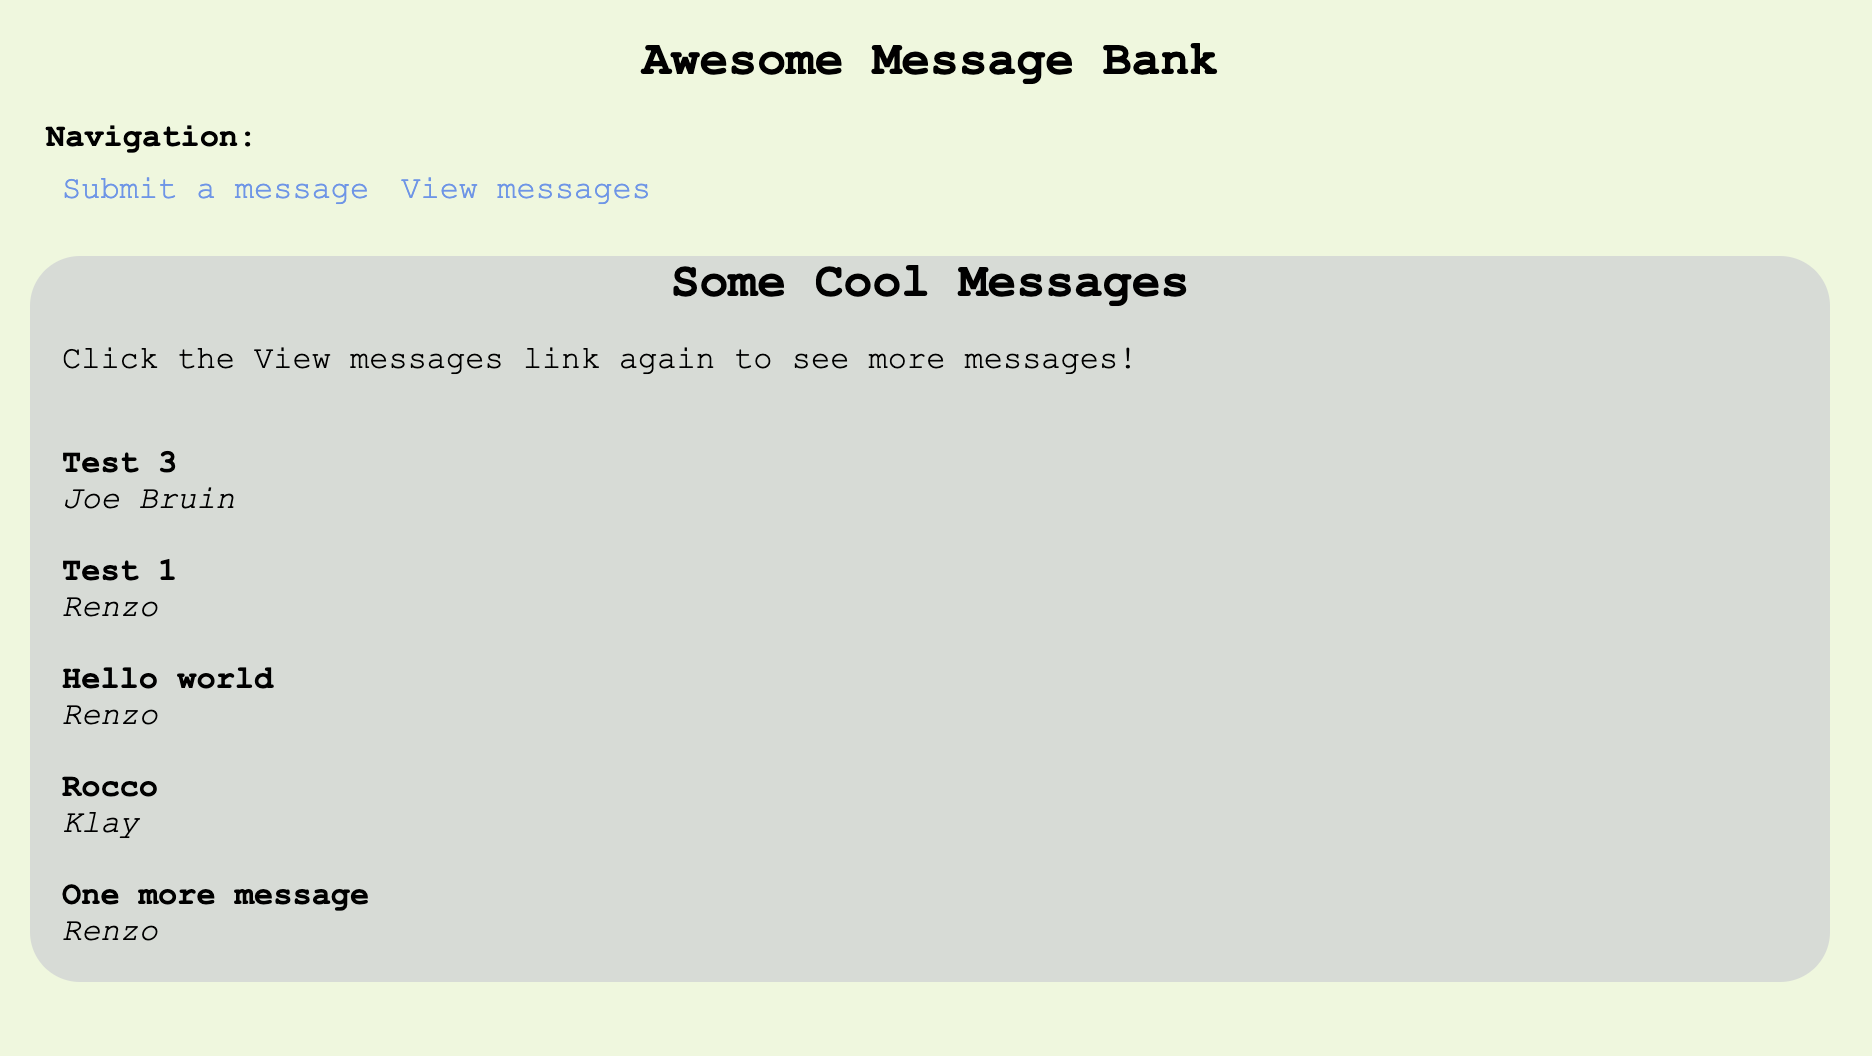 Awesome Message Bank
Navigation:
Submit a message View messages
Some Cool Messages
Click the View messages link again to see more messages!
Test 3
Joe Bruin
Test 1
Renzo
Hello world
Renzo
Rocco
Klay
One more message
Renzo